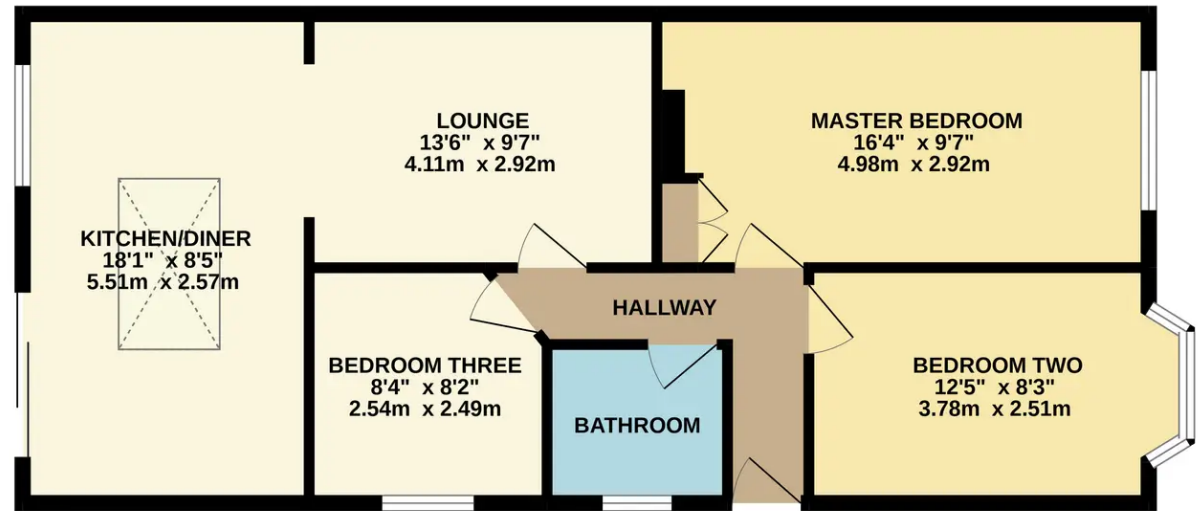 LOUNGE
13'6" x 9'7"
4.11m x 2.92m
MASTER BEDROOM
16'4" x 9'7"
4.98m x 2.92m
KITCHEN/DINER
18'1" x 8'5"
5.51m x 2.57m
HALLWAY
BEDROOM THREE
8'4" x 8'2"
2.54m x 2.49m
BATHROOM
BEDROOM TWO
12'5" x 8'3"
3.78m x 2.51m